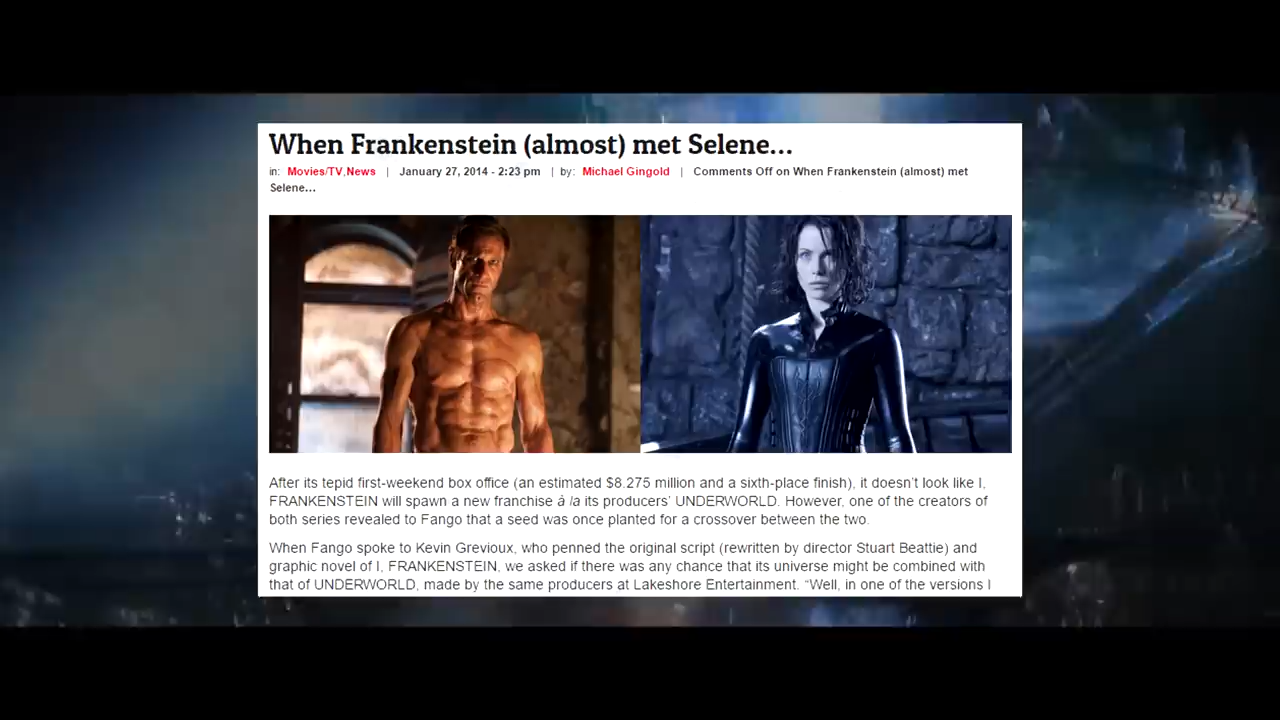 When Frankenstein (almost) met Selene…
in: Movies/TV,News | January 27, 2014 - 2:23 pm | by: Michael Gingold | Comments Off on When Frankenstein (almost) met
Selene…
After its tepid first-weekend box office (an estimated $8.275 million and a sixth-place finish), it doesn’t look like I,
FRANKENSTEIN will spawn a new franchise à la its producers’ UNDERWORLD. However, one of the creators of
both series revealed to Fango that a seed was once planted for a crossover between the two.
When Fango spoke to Kevin Grevioux, who penned the original script (rewritten by director Stuart Beattie) and
graphic novel of I, FRANKENSTEIN, we asked if there was any chance that its universe might be combined with
that of UNDERWORLD, made by the same producers at Lakeshore Entertainment. “Well, in one of the versions I